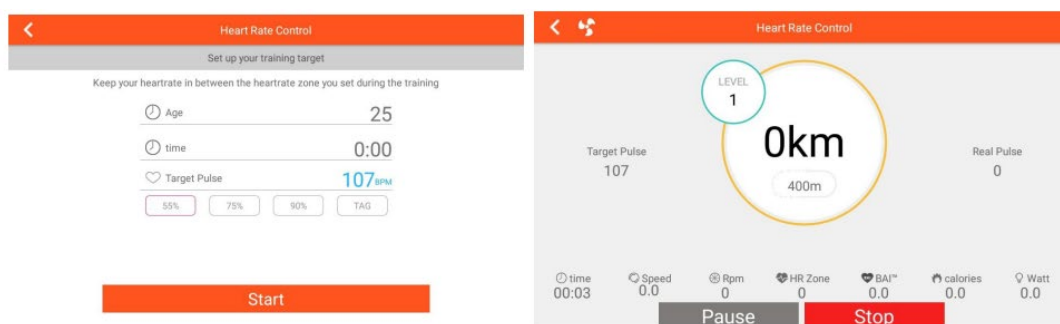 Heart Rate Control
Set up your training target
Keep your heartrate in between the heartrate zone you set during the training
Age 25
time 0:00
Target Pulse 107 BPM
55% 75% 90% TAG
Start
Heart Rate Control
LEVEL
1
0km
400m
Target Pulse
107
Real Pulse
0
time Speed Rpm HR Zone BAI™ calories Watt
00:03 0.0 0 0 0.0 0.0 0.0
Pause Stop